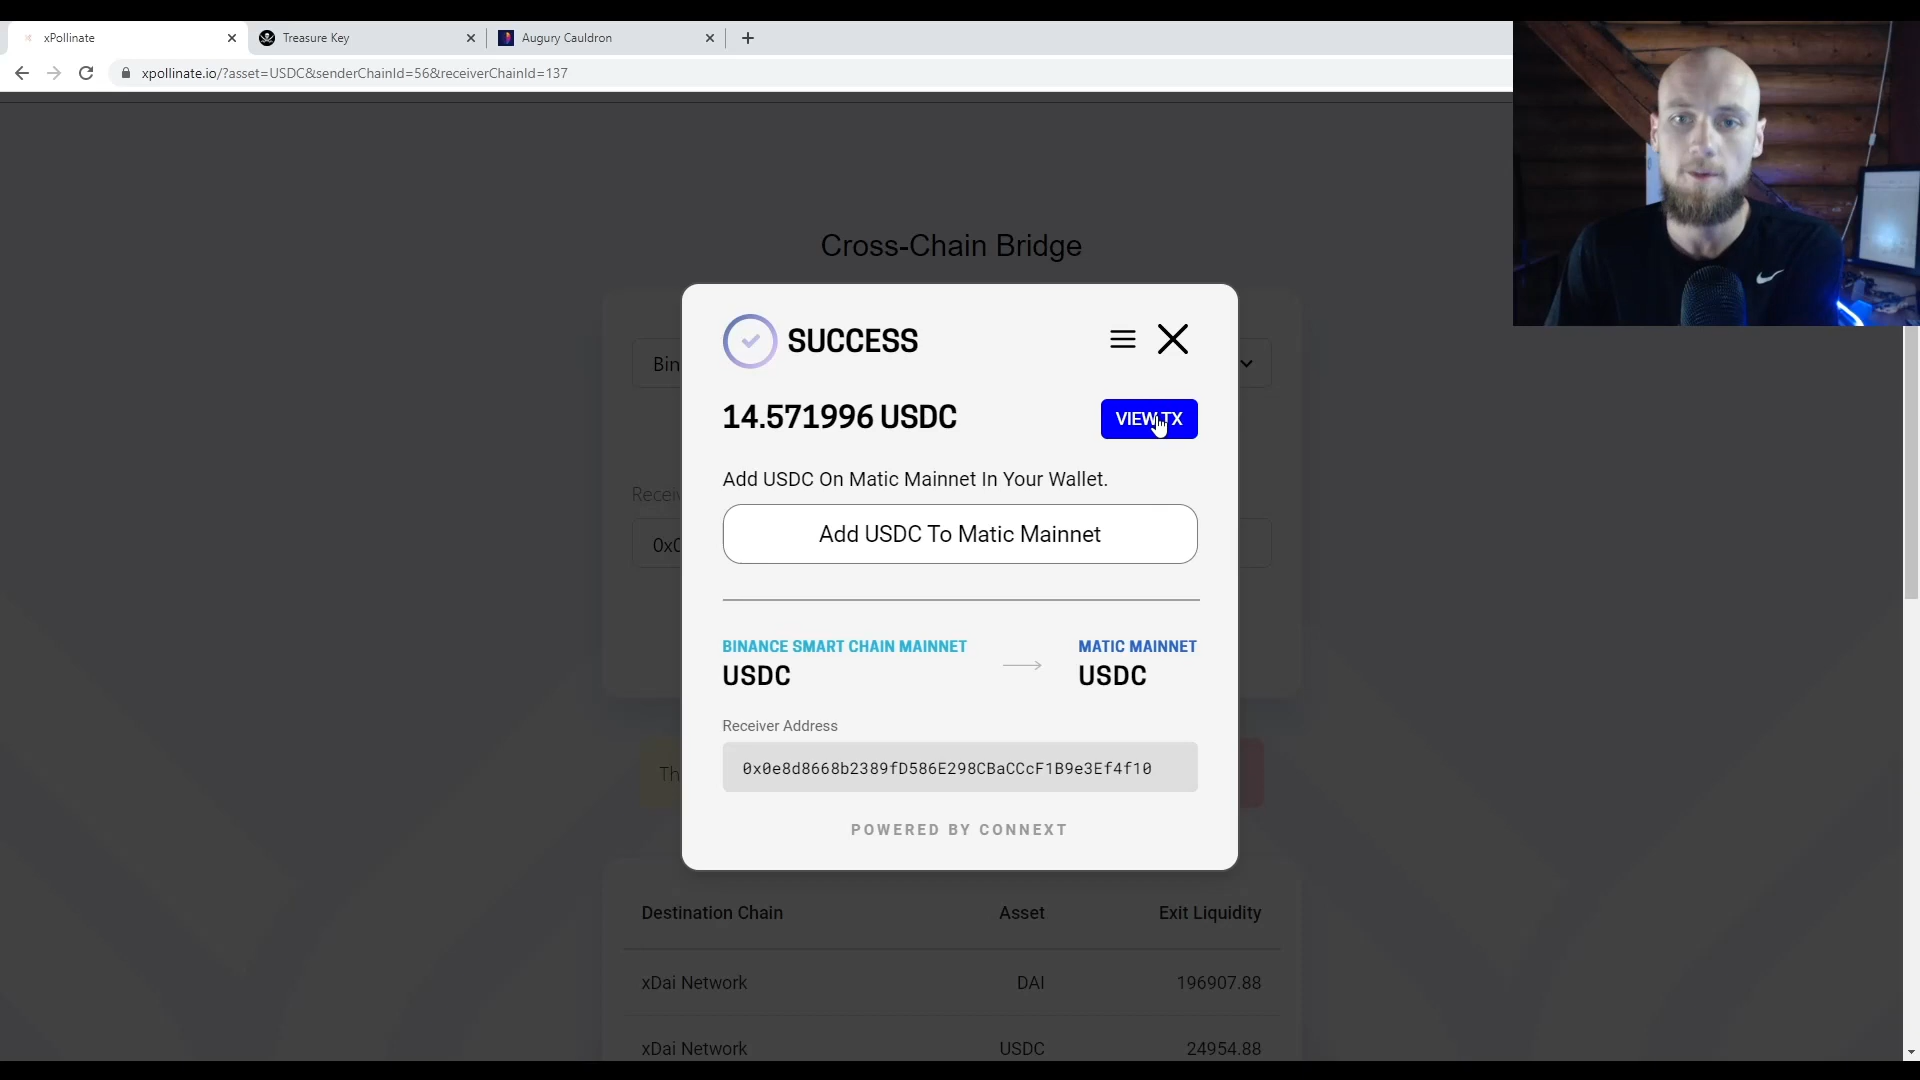 xPollinate
Treasure Key
Augury Cauldron
xpollinate.io/?asset=USDC&senderChainId=56&receiverChainId=137
Cross-Chain Bridge
SUCCESS
Bin
14.571996 USDC
VIEW TX
Add USDC On Matic Mainnet In Your Wallet.
Add USDC To Matic Mainnet
BINANCE SMART CHAIN MAINNET
USDC
MATIC MAINNET
USDC
Receiver Address
0x0e8d8668b2389fD586E298CBaCCcF1B9e3Ef4f10
POWERED BY CONNEXT
Destination Chain Asset Exit Liquidity
xDai Network DAI 196907.88
xDai Network USDC 24954.88